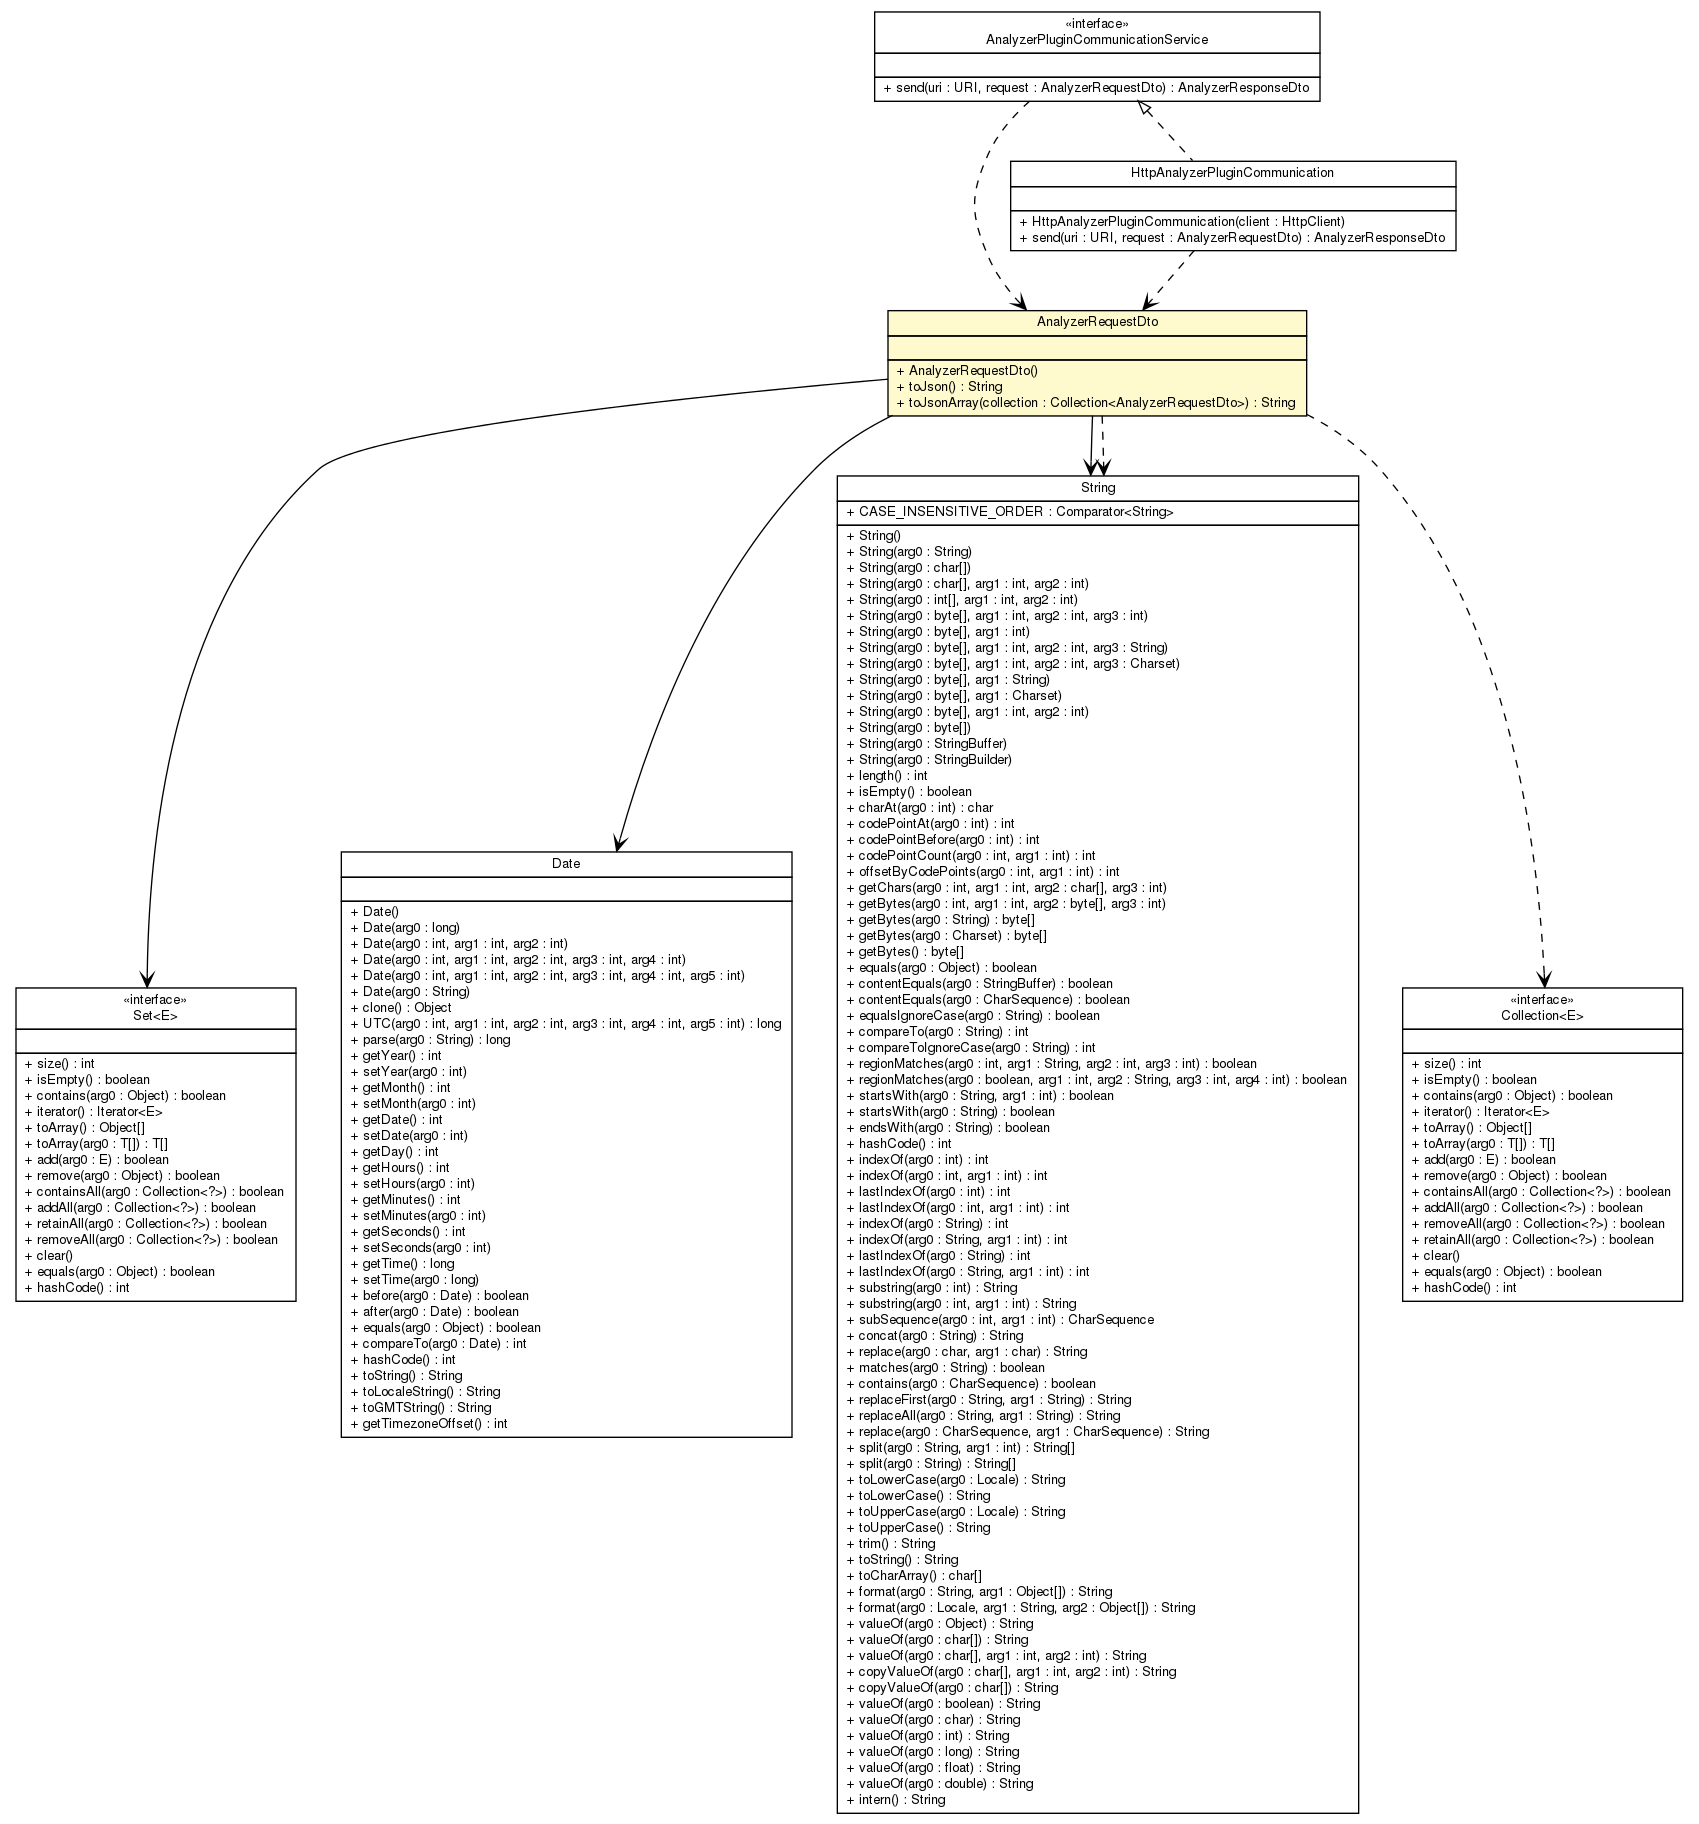 «interface»
AnalyzerPluginCommunicationService
+ send(uri : URI, request : AnalyzerRequestDto) : AnalyzerResponseDto
HttpAnalyzerPluginCommunication
+ HttpAnalyzerPluginCommunication(client : HttpClient)
+ send(uri : URI, request : AnalyzerRequestDto) : AnalyzerResponseDto
AnalyzerRequestDto
+ AnalyzerRequestDto()
+ toJson() : String
+ toJsonArray(collection : Collection<AnalyzerRequestDto>) : String
«interface»
Set<E>
+ size() : int
+ isEmpty() : boolean
+ contains(arg0 : Object) : boolean
+ iterator() : Iterator<E>
+ toArray() : Object[]
+ toArray(arg0 : T[]) : T[]
+ add(arg0 : E) : boolean
+ remove(arg0 : Object) : boolean
+ containsAll(arg0 : Collection<?>) : boolean
+ addAll(arg0 : Collection<?>) : boolean
+ retainAll(arg0 : Collection<?>) : boolean
+ removeAll(arg0 : Collection<?>) : boolean
+ clear()
+ equals(arg0 : Object) : boolean
+ hashCode() : int
Date
+ Date()
+ Date(arg0 : long)
+ Date(arg0 : int, arg1 : int, arg2 : int)
+ Date(arg0 : int, arg1 : int, arg2 : int, arg3 : int, arg4 : int)
+ Date(arg0 : int, arg1 : int, arg2 : int, arg3 : int, arg4 : int, arg5 : int)
+ Date(arg0 : String)
+ clone() : Object
+ UTC(arg0 : int, arg1 : int, arg2 : int, arg3 : int, arg4 : int, arg5 : int) : long
+ parse(arg0 : String) : long
+ getYear() : int
+ setYear(arg0 : int)
+ getMonth() : int
+ setMonth(arg0 : int)
+ getDate() : int
+ setDate(arg0 : int)
+ getDay() : int
+ getHours() : int
+ setHours(arg0 : int)
+ getMinutes() : int
+ setMinutes(arg0 : int)
+ getSeconds() : int
+ setSeconds(arg0 : int)
+ getTime() : long
+ setTime(arg0 : long)
+ before(arg0 : Date) : boolean
+ after(arg0 : Date) : boolean
+ equals(arg0 : Object) : boolean
+ compareTo(arg0 : Date) : int
+ hashCode() : int
+ toString() : String
+ toLocaleString() : String
+ toGMTString() : String
+ getTimezoneOffset() : int
String
+ CASE_INSENSITIVE_ORDER : Comparator<String>
+ String()
+ String(arg0 : String)
+ String(arg0 : char[])
+ String(arg0 : char[], arg1 : int, arg2 : int)
+ String(arg0 : int[], arg1 : int, arg2 : int)
+ String(arg0 : byte[], arg1 : int, arg2 : int, arg3 : int)
+ String(arg0 : byte[], arg1 : int)
+ String(arg0 : byte[], arg1 : int, arg2 : int, arg3 : String)
+ String(arg0 : byte[], arg1 : int, arg2 : int, arg3 : Charset)
+ String(arg0 : byte[], arg1 : String)
+ String(arg0 : byte[], arg1 : Charset)
+ String(arg0 : byte[], arg1 : int, arg2 : int)
+ String(arg0 : byte[])
+ String(arg0 : StringBuffer)
+ String(arg0 : StringBuilder)
+ length() : int
+ isEmpty() : boolean
+ charAt(arg0 : int) : char
+ codePointAt(arg0 : int) : int
+ codePointBefore(arg0 : int) : int
+ codePointCount(arg0 : int, arg1 : int) : int
+ offsetByCodePoints(arg0 : int, arg1 : int) : int
+ getChars(arg0 : int, arg1 : int, arg2 : char[], arg3 : int)
+ getBytes(arg0 : int, arg1 : int, arg2 : byte[], arg3 : int)
+ getBytes(arg0 : String) : byte[]
+ getBytes(arg0 : Charset) : byte[]
+ getBytes() : byte[]
+ equals(arg0 : Object) : boolean
+ contentEquals(arg0 : StringBuffer) : boolean
+ contentEquals(arg0 : CharSequence) : boolean
+ equalsIgnoreCase(arg0 : String) : boolean
+ compareTo(arg0 : String) : int
+ compareToIgnoreCase(arg0 : String) : int
+ regionMatches(arg0 : int, arg1 : String, arg2 : int, arg3 : int) : boolean
+ regionMatches(arg0 : boolean, arg1 : int, arg2 : String, arg3 : int, arg4 : int) : boolean
+ startsWith(arg0 : String, arg1 : int) : boolean
+ startsWith(arg0 : String) : boolean
+ endsWith(arg0 : String) : boolean
+ hashCode() : int
+ indexOf(arg0 : int) : int
+ indexOf(arg0 : int, arg1 : int) : int
+ lastIndexOf(arg0 : int) : int
+ lastIndexOf(arg0 : int, arg1 : int) : int
+ indexOf(arg0 : String) : int
+ indexOf(arg0 : String, arg1 : int) : int
+ lastIndexOf(arg0 : String) : int
+ lastIndexOf(arg0 : String, arg1 : int) : int
+ substring(arg0 : int) : String
+ substring(arg0 : int, arg1 : int) : String
+ subSequence(arg0 : int, arg1 : int) : CharSequence
+ concat(arg0 : String) : String
+ replace(arg0 : char, arg1 : char) : String
+ matches(arg0 : String) : boolean
+ contains(arg0 : CharSequence) : boolean
+ replaceFirst(arg0 : String, arg1 : String) : String
+ replaceAll(arg0 : String, arg1 : String) : String
+ replace(arg0 : CharSequence, arg1 : CharSequence) : String
+ split(arg0 : String, arg1 : int) : String[]
+ split(arg0 : String) : String[]
+ toLowerCase(arg0 : Locale) : String
+ toLowerCase() : String
+ toUpperCase(arg0 : Locale) : String
+ toUpperCase() : String
+ trim() : String
+ toString() : String
+ toCharArray() : char[]
+ format(arg0 : String, arg1 : Object[]) : String
+ format(arg0 : Locale, arg1 : String, arg2 : Object[]) : String
+ valueOf(arg0 : Object) : String
+ valueOf(arg0 : char[]) : String
+ valueOf(arg0 : char[], arg1 : int, arg2 : int) : String
+ copyValueOf(arg0 : char[], arg1 : int, arg2 : int) : String
+ copyValueOf(arg0 : char[]) : String
+ valueOf(arg0 : boolean) : String
+ valueOf(arg0 : char) : String
+ valueOf(arg0 : int) : String
+ valueOf(arg0 : long) : String
+ valueOf(arg0 : float) : String
+ valueOf(arg0 : double) : String
+ intern() : String
«interface»
Collection<E>
+ size() : int
+ isEmpty() : boolean
+ contains(arg0 : Object) : boolean
+ iterator() : Iterator<E>
+ toArray() : Object[]
+ toArray(arg0 : T[]) : T[]
+ add(arg0 : E) : boolean
+ remove(arg0 : Object) : boolean
+ containsAll(arg0 : Collection<?>) : boolean
+ addAll(arg0 : Collection<?>) : boolean
+ removeAll(arg0 : Collection<?>) : boolean
+ retainAll(arg0 : Collection<?>) : boolean
+ clear()
+ equals(arg0 : Object) : boolean
+ hashCode() : int